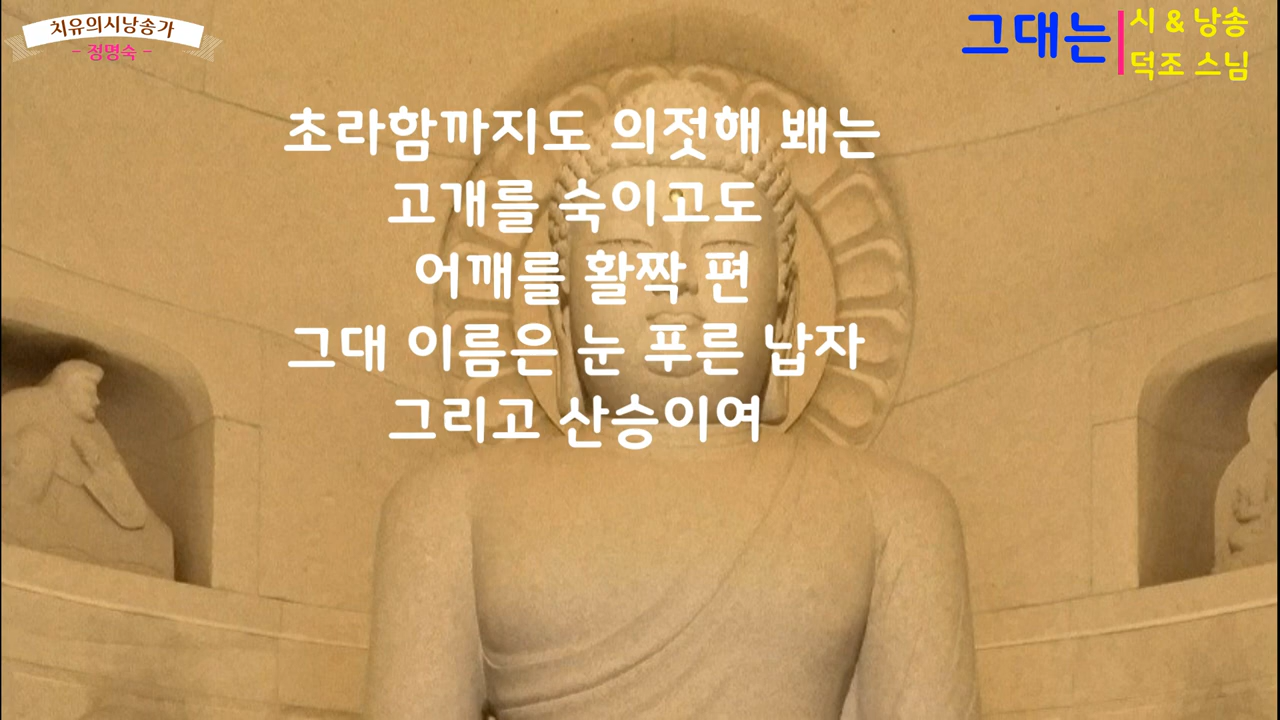 치유의시낭송가
- 정명숙 -
그대는
시 & 낭송
덕조 스님
초라함까지도 의젓해 봬는
고개를 숙이고도
어깨를 활짝 편
그대 이름은 눈 푸른 납자
그리고 산승이여